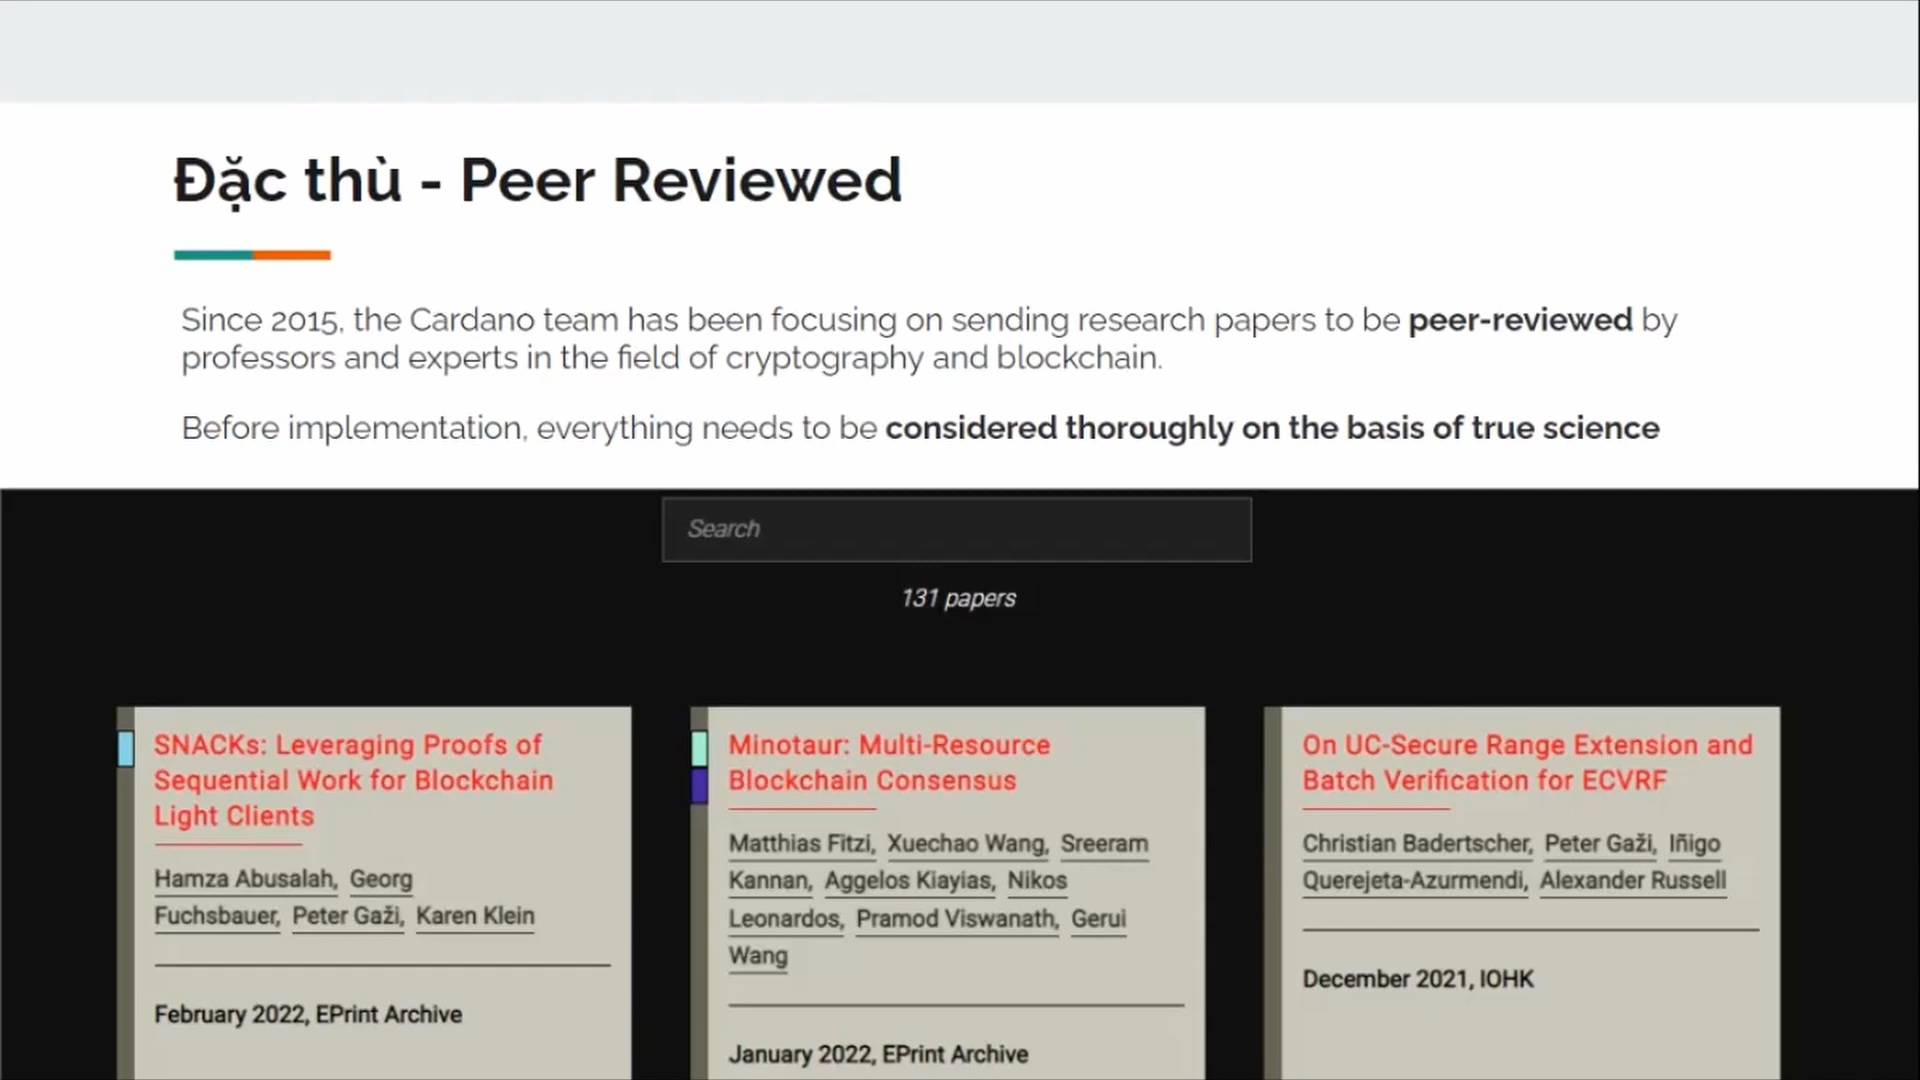 Đặc thù - Peer Reviewed
Since 2015, the Cardano team has been focusing on sending research papers to be peer-reviewed by
professors and experts in the field of cryptography and blockchain.
Before implementation, everything needs to be considered thoroughly on the basis of true science
Search
131 papers
SNACKs: Leveraging Proofs of
Sequential Work for Blockchain
Light Clients
Hamza Abusalah, Georg
Fuchsbauer, Peter Gaži, Karen Klein
February 2022, EPrint Archive
Minotaur: Multi-Resource
Blockchain Consensus
Matthias Fitzi, Xuechao Wang, Sreeram
Kannan, Aggelos Kiayias, Nikos
Leonardos, Pramod Viswanath, Gerui
Wang
January 2022, EPrint Archive
On UC-Secure Range Extension and
Batch Verification for ECVRF
Christian Badertscher, Peter Gaži, Iñigo
Querejeta-Azurmendi, Alexander Russell
December 2021, IOHK